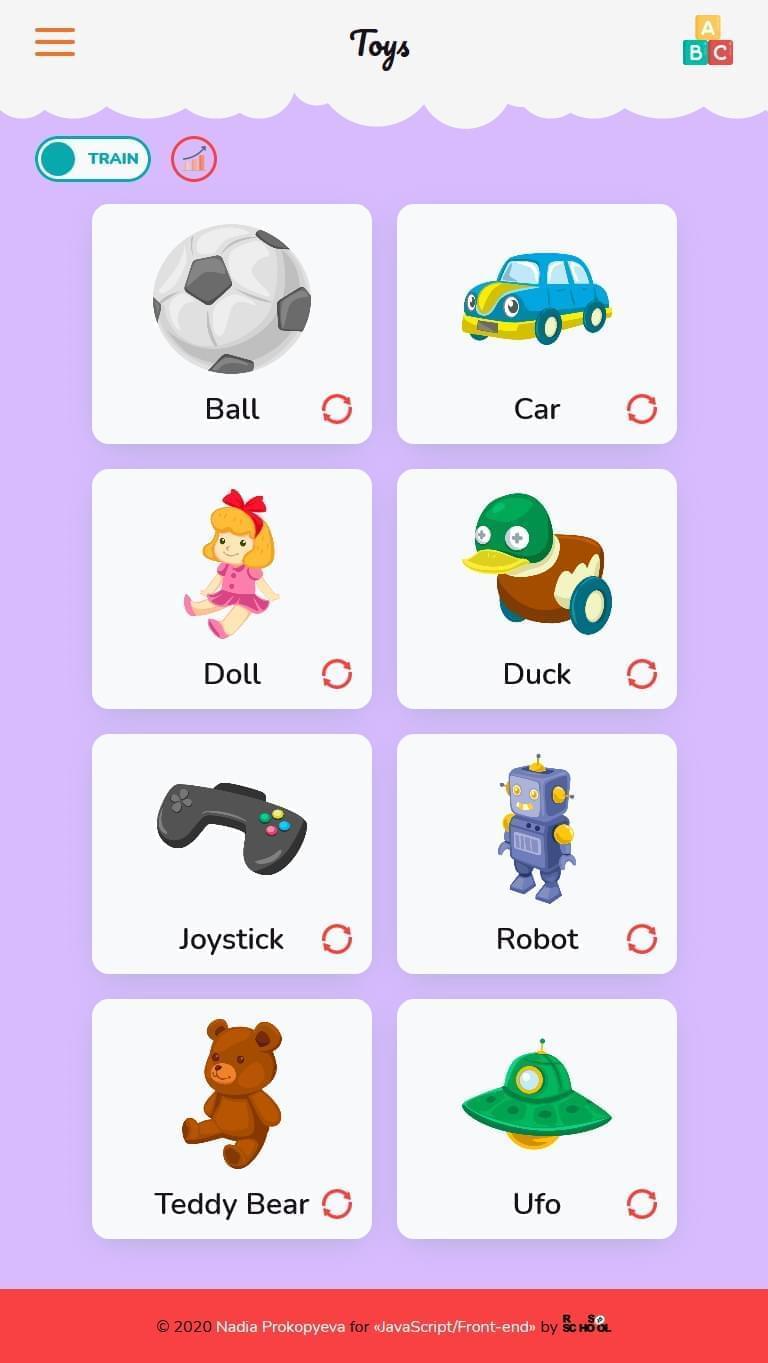 Toys
A
B C
TRAIN
Ball
Car
Doll
Duck
Joystick
Robot
Teddy Bear
Ufo
© 2020 Nadia Prokopyeva for «JavaScript/Front-end» by RS SCHOOL